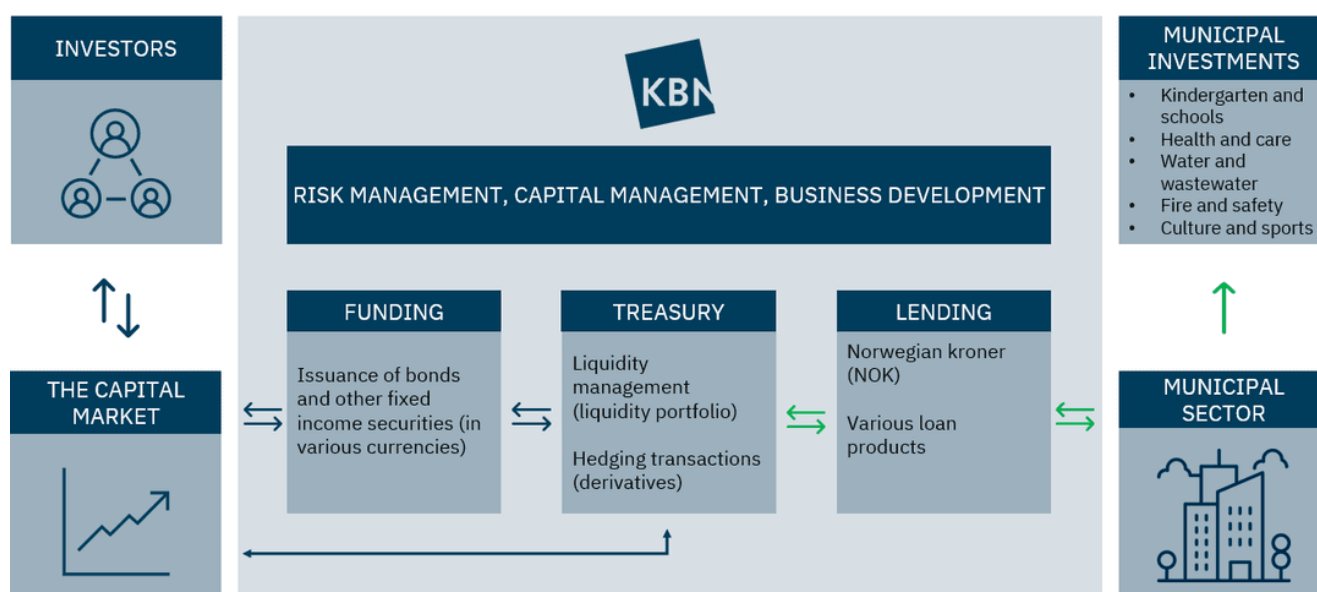 INVESTORS
KBN
RISK MANAGEMENT, CAPITAL MANAGEMENT, BUSINESS DEVELOPMENT
MUNICIPAL
INVESTMENTS
• Kindergarten and
schools
• Health and care
• Water and
wastewater
• Fire and safety
• Culture and sports
THE CAPITAL
MARKET
FUNDING
Issuance of bonds
and other fixed
income securities (in
various currencies)
TREASURY
Liquidity
management
(liquidity portfolio)
Hedging transactions
(derivatives)
LENDING
Norwegian kroner
(NOK)
Various loan
products
MUNICIPAL
SECTOR